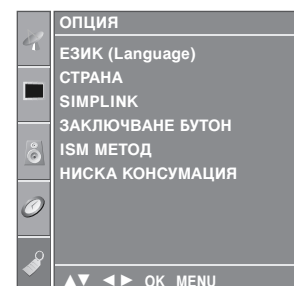 ОПЦИЯ
ЕЗИК (Language)
СТРАНА
SIMPLINK
ЗАКЛЮЧВАНЕ БУТОН
ISM МЕТОД
НИСКА КОНСУМАЦИЯ
▲▼ ◄► OK MENU